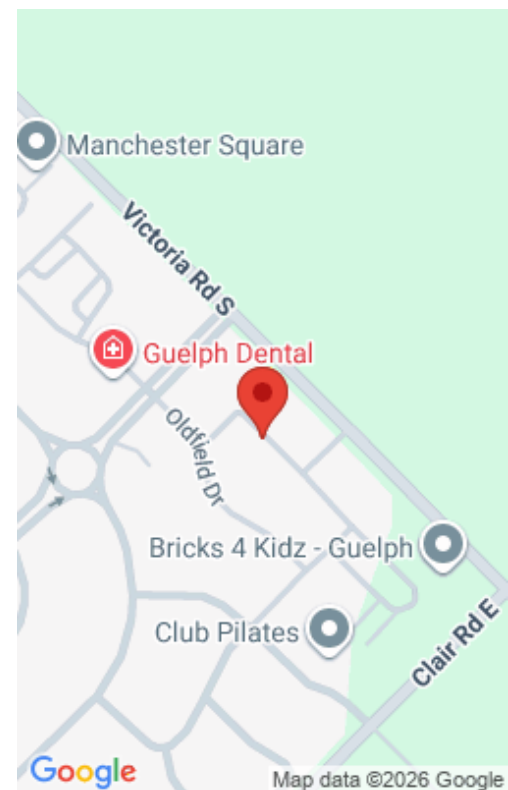 Manchester Square
Victoria Rd S
Guelph Dental
Oldfield Dr
Bricks 4 Kidz - Guelph
Club Pilates
Clair Rd E
Google
Map data ©2026 Google